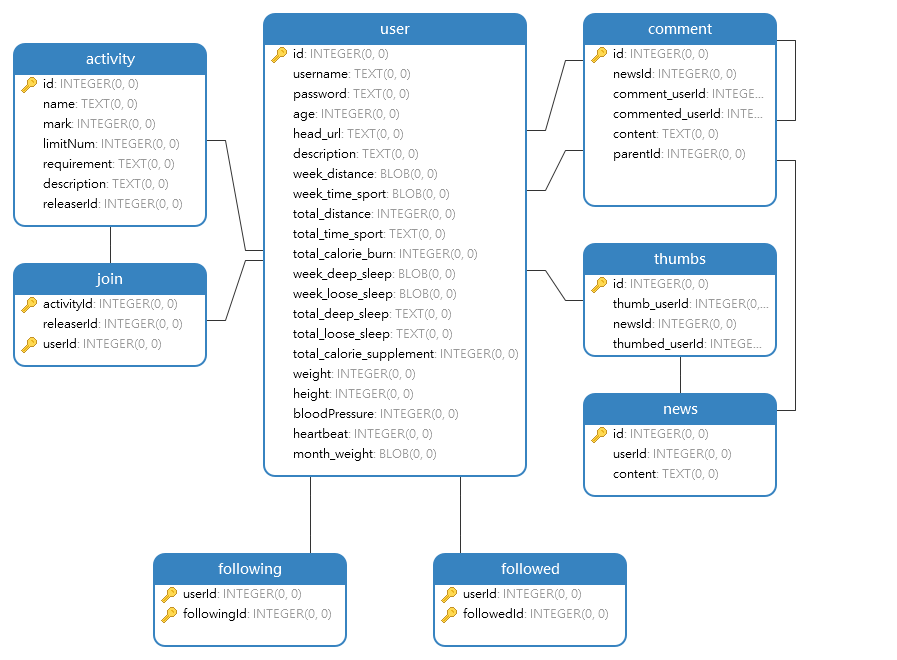 activity
id: INTEGER(0, 0)
name: TEXT(0, 0)
mark: INTEGER(0, 0)
limitNum: INTEGER(0, 0)
requirement: TEXT(0, 0)
description: TEXT(0, 0)
releaserId: INTEGER(0, 0)
join
activityId: INTEGER(0, 0)
releaserId: INTEGER(0, 0)
userId: INTEGER(0, 0)
user
id: INTEGER(0, 0)
username: TEXT(0, 0)
password: TEXT(0, 0)
age: INTEGER(0, 0)
head_url: TEXT(0, 0)
description: TEXT(0, 0)
week_distance: BLOB(0, 0)
week_time_sport: BLOB(0, 0)
total_distance: INTEGER(0, 0)
total_time_sport: TEXT(0, 0)
total_calorie_burn: INTEGER(0, 0)
week_deep_sleep: BLOB(0, 0)
week_loose_sleep: BLOB(0, 0)
total_deep_sleep: TEXT(0, 0)
total_loose_sleep: TEXT(0, 0)
total_calorie_supplement: INTEGER(0, 0)
weight: INTEGER(0, 0)
height: INTEGER(0, 0)
bloodPressure: INTEGER(0, 0)
heartbeat: INTEGER(0, 0)
month_weight: BLOB(0, 0)
comment
id: INTEGER(0, 0)
newsId: INTEGER(0, 0)
comment_userId: INTEGE...
commented_userId: INTE...
content: TEXT(0, 0)
parentId: INTEGER(0, 0)
thumbs
id: INTEGER(0, 0)
thumb_userId: INTEGER(0,...
newsId: INTEGER(0, 0)
thumbed_userId: INTEGE...
news
id: INTEGER(0, 0)
userId: INTEGER(0, 0)
content: TEXT(0, 0)
following
userId: INTEGER(0, 0)
followingId: INTEGER(0, 0)
followed
userId: INTEGER(0, 0)
followedId: INTEGER(0, 0)